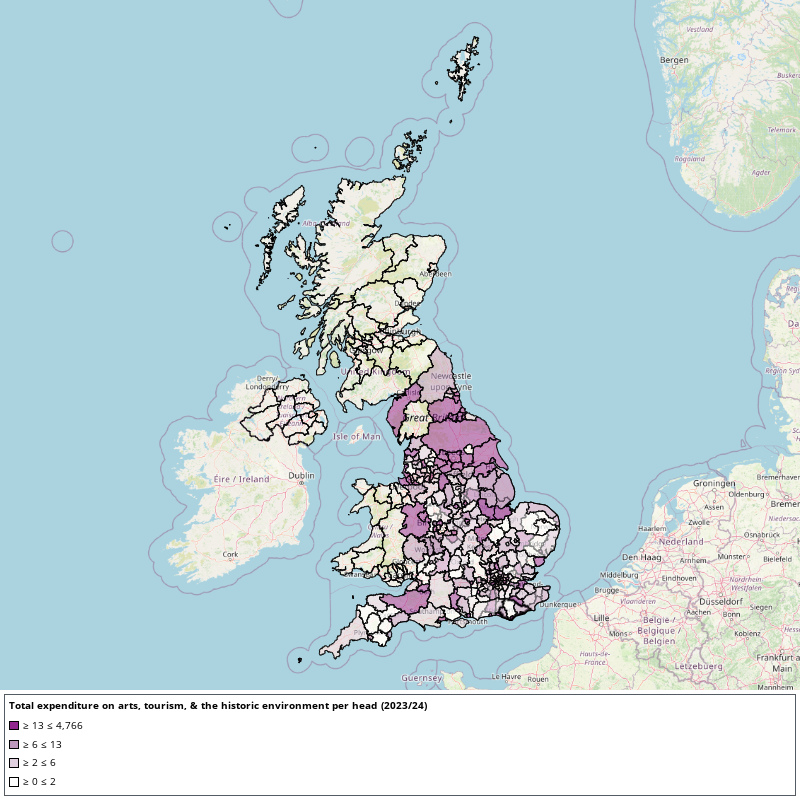 Vestland
Bergen
Buskerud
Telemark
Rogaland
Agder
Aberdeen
Dundee
Edinburgh
Glasgow
United Kingdom
Derry/
Londonderry
Newcastle
upon Tyne
Great Britain
Isle of Man
Dublin
Éire / Ireland
Cork
Groningen
Bremerhaven
Oldenburg
Bremen
Assen
Zwolle
Haarlem
Nederland
Osnabrück
Den Haag
Arnhem
Münster
Bielefeld
Middelburg
Eindhoven
Brugge
Dunkerque
Vlaanderen
Düsseldorf
Aachen
Bonn
Siegen
Lille
België /
Belgique /
Belgien
Mons
Koblenz
Hauts-de-
France
Letzebuerg
Frankfurt a
Main
Mannheim
Guernsey
Le Havre
Rouen
Total expenditure on arts, tourism, & the historic environment per head (2023/24)
≥ 13 ≤ 4,766
≥ 6 ≤ 13
≥ 2 ≤ 6
≥ 0 ≤ 2